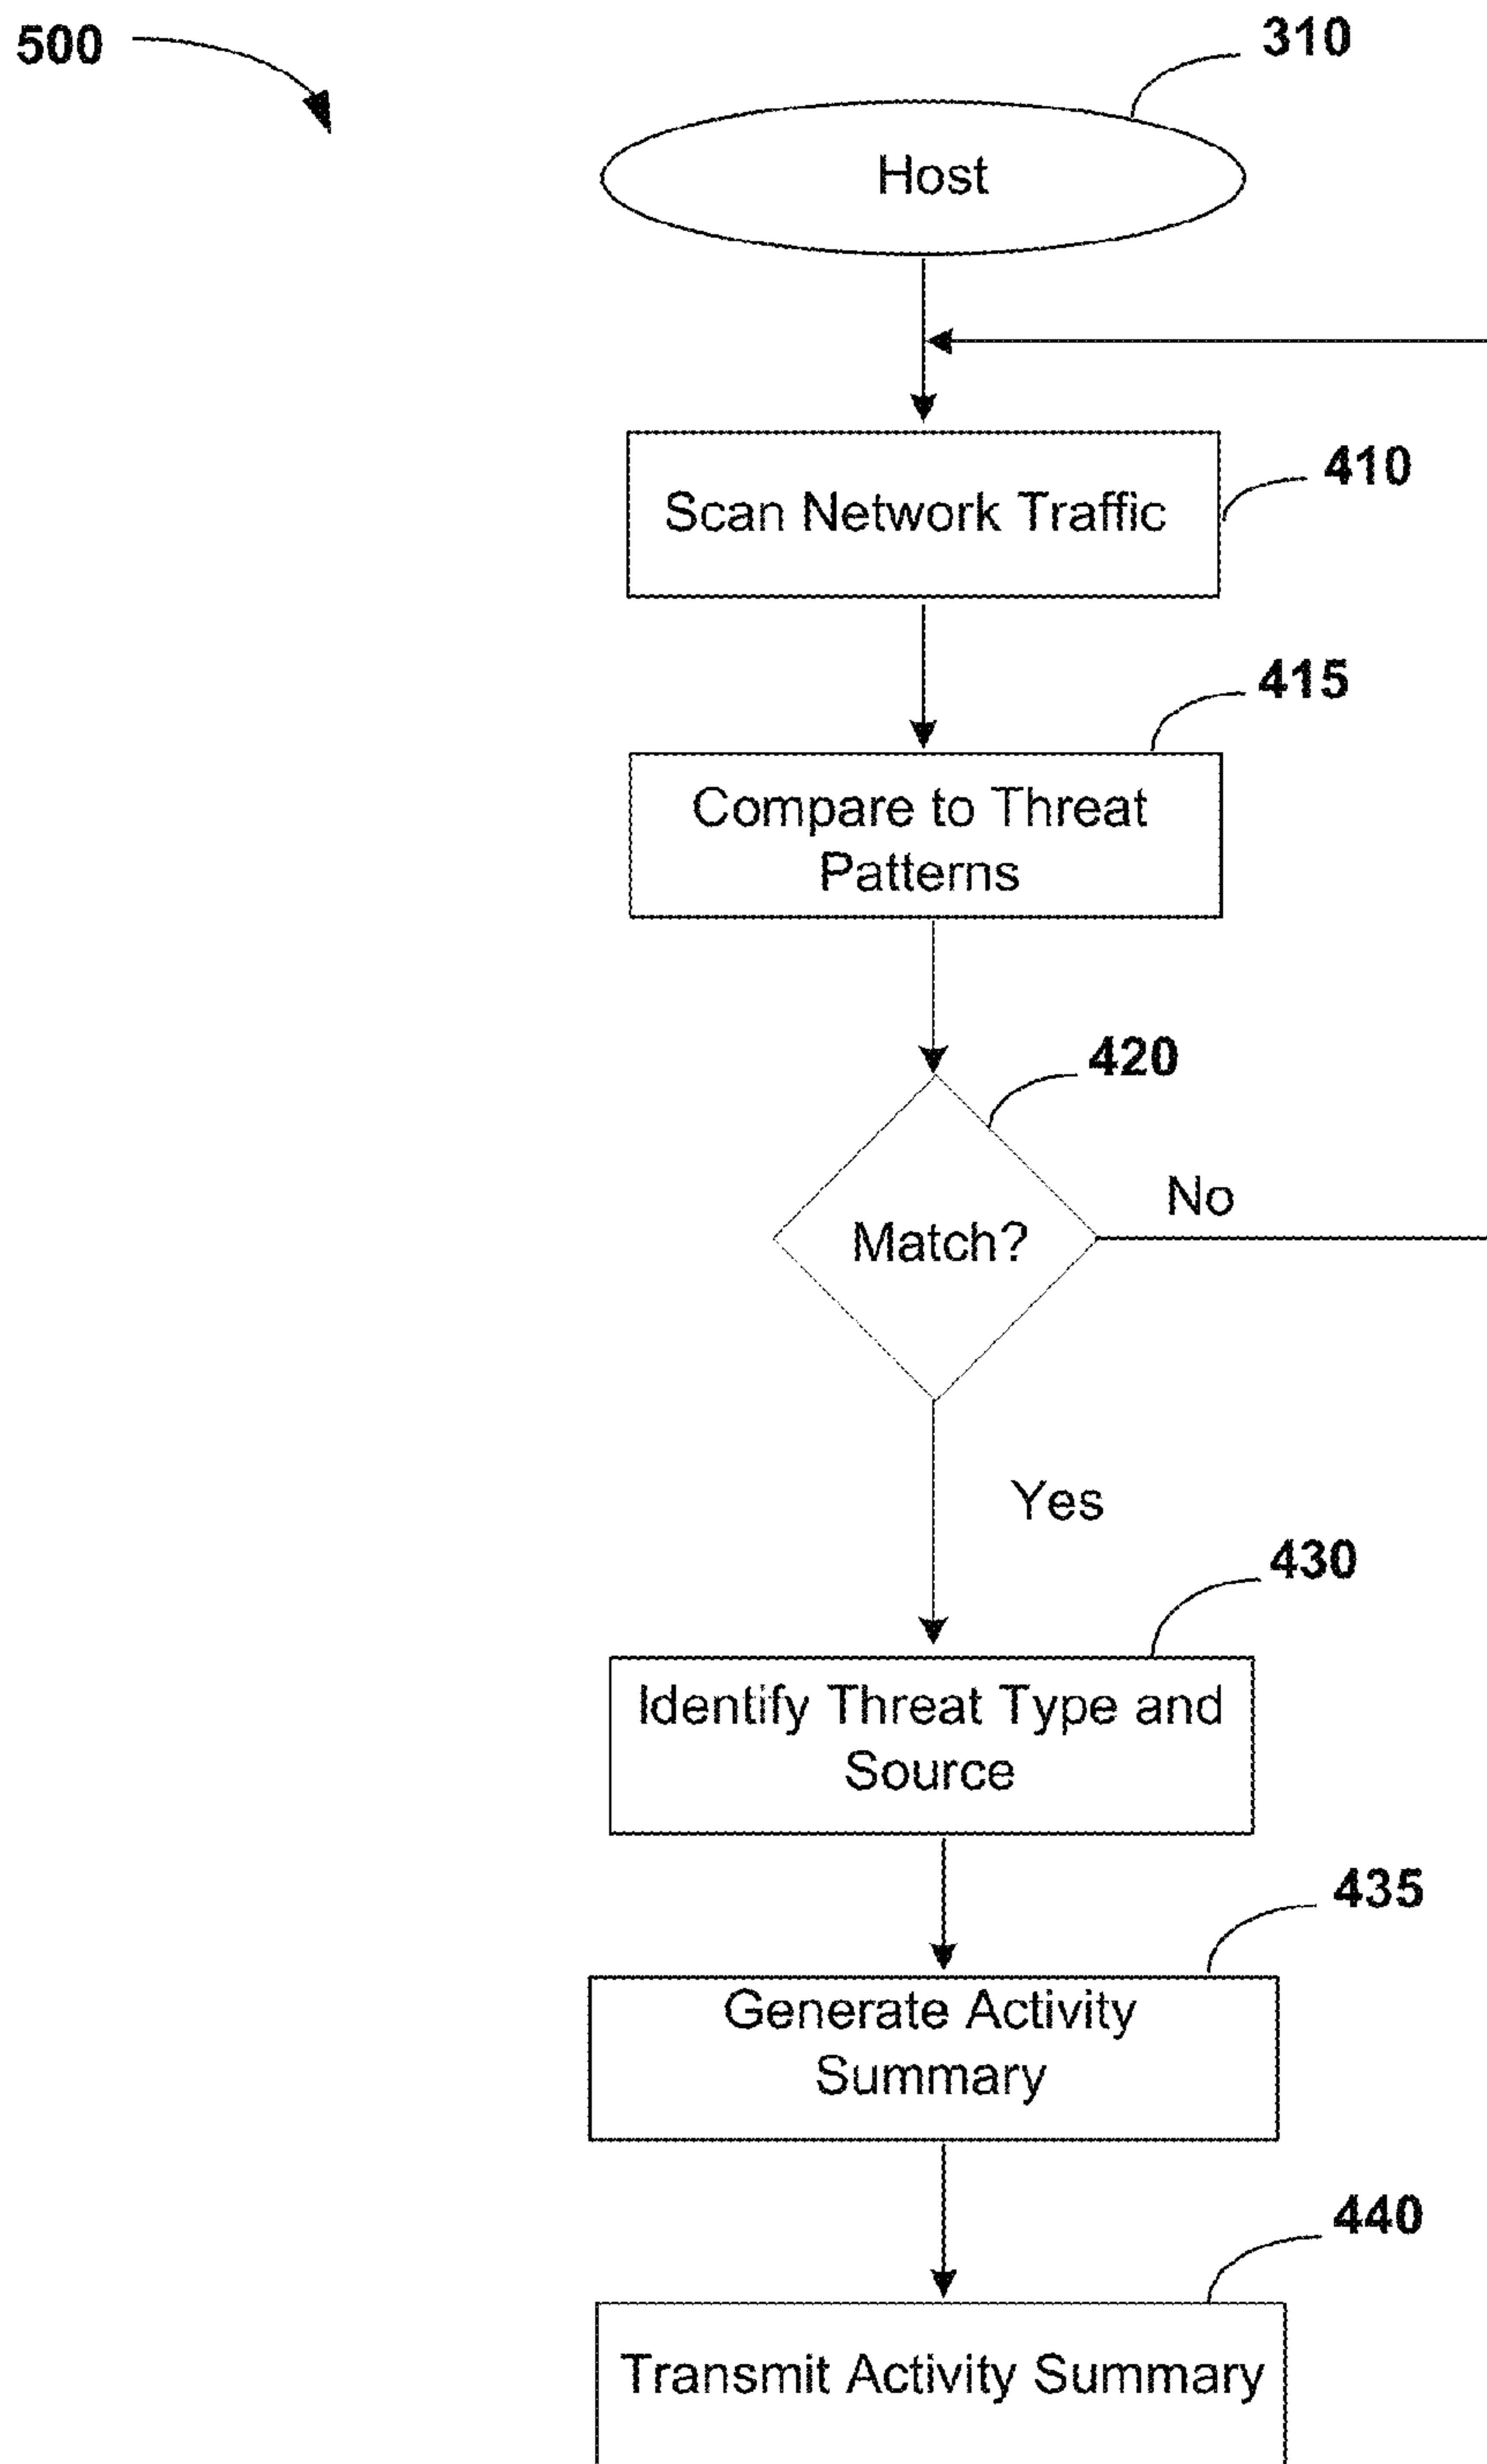 500
310
Host
410
Scan Network Traffic
415
Compare to Threat
Patterns
420
No
Match?
Yes
430
Identify Threat Type and
Source
435
Generate Activity
Summary
440
Transmit Activity Summary